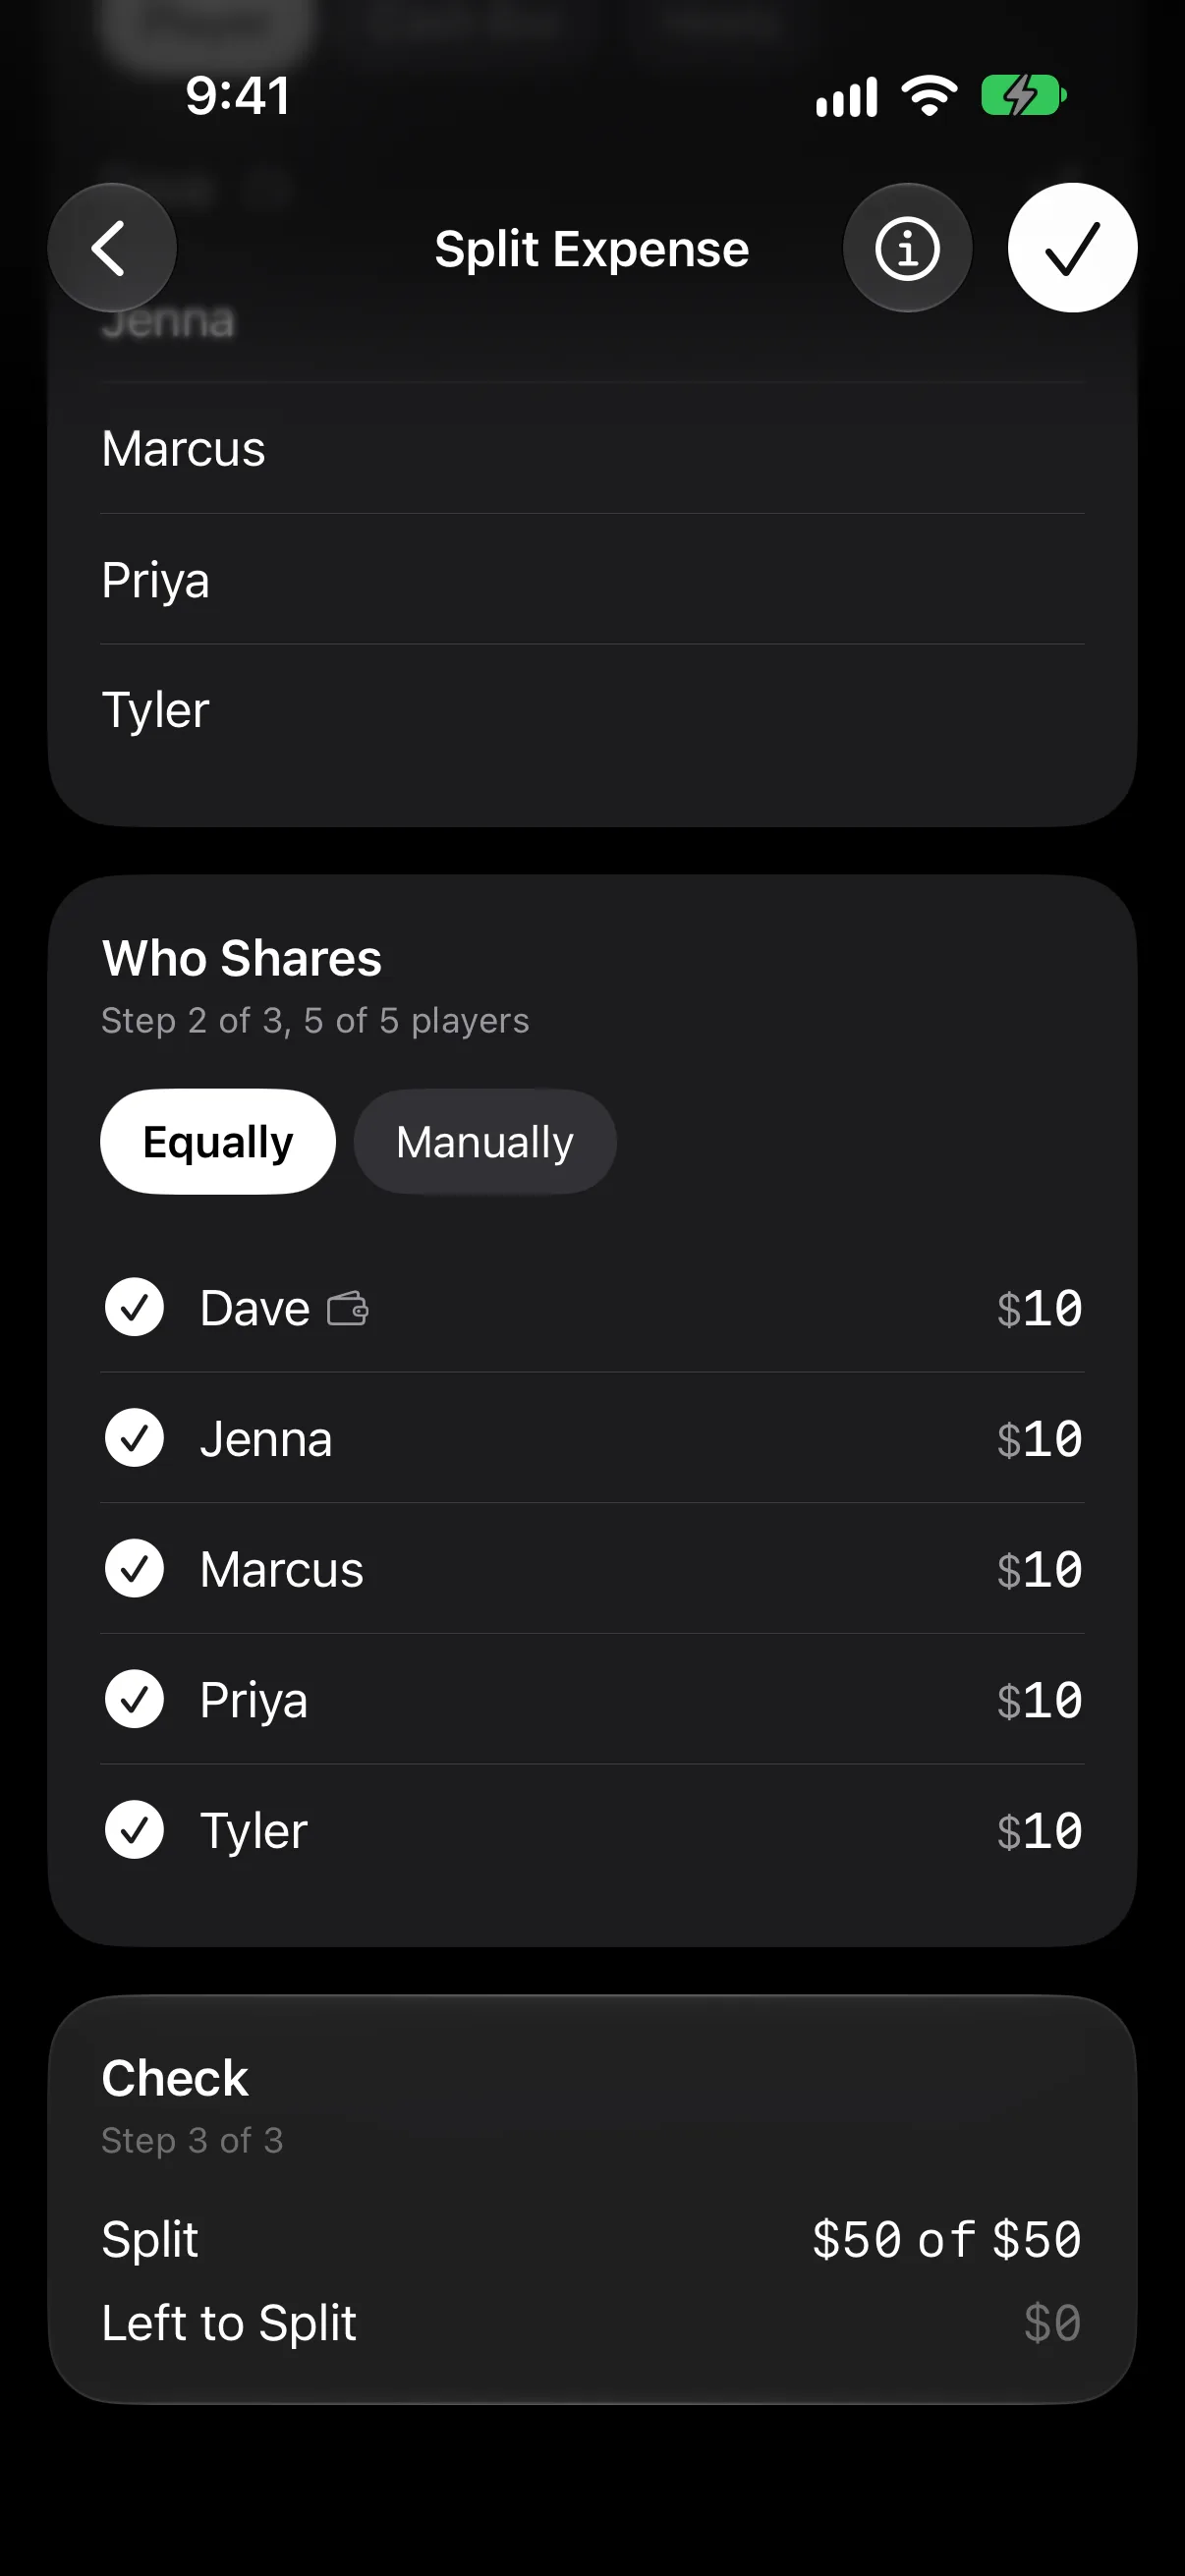 9:41
Split Expense
Jenna
Marcus
Priya
Tyler
Who Shares
Step 2 of 3, 5 of 5 players
Equally Manually
Dave $10
Jenna $10
Marcus $10
Priya $10
Tyler $10
Check
Step 3 of 3
Split $50 of $50
Left to Split $0